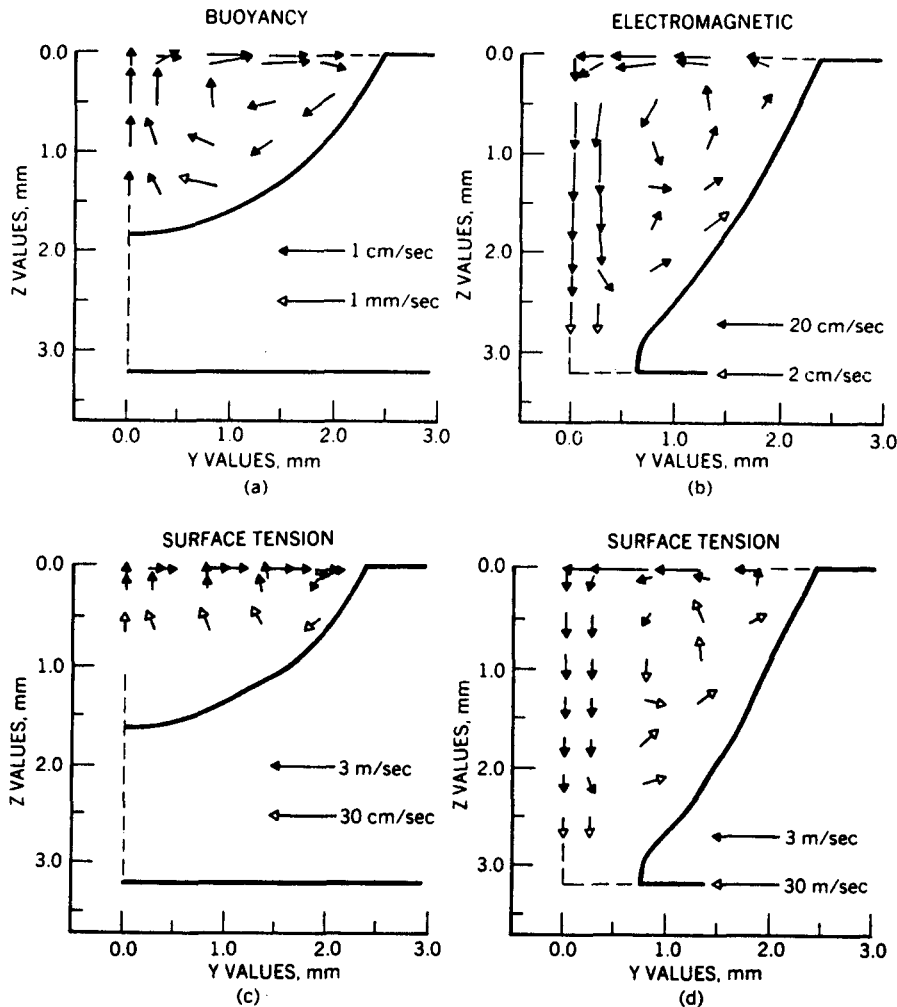 BUOYANCY
0.0
1.0
2.0
3.0
Z VALUES, mm
1 cm/sec
1 mm/sec
0.0 1.0 2.0 3.0
Y VALUES, mm
(a)
ELECTROMAGNETIC
0.0
1.0
2.0
3.0
Z VALUES, mm
20 cm/sec
2 cm/sec
0.0 1.0 2.0 3.0
Y VALUES, mm
(b)
SURFACE TENSION
0.0
1.0
2.0
3.0
Z VALUES, mm
3 m/sec
30 cm/sec
0.0 1.0 2.0 3.0
Y VALUES, mm
(c)
SURFACE TENSION
0.0
1.0
2.0
3.0
Z VALUES, mm
3 m/sec
30 m/sec
0.0 1.0 2.0 3.0
Y VALUES, mm
(d)